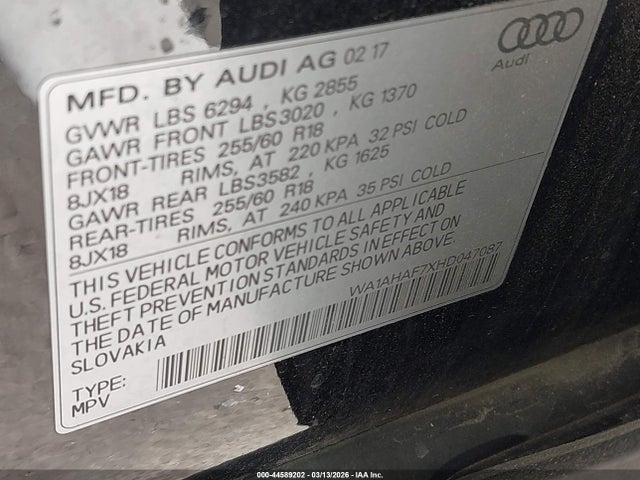 MFD. BY AUDI AG 02 17
Audi
GVWR LBS 6294 , KG 2855
GAWR FRONT LBS3020 , KG 1370
FRONT-TIRES 255/60 R18
8JX18 RIMS, AT 220 KPA 32 PSI COLD
GAWR REAR LBS3582 , KG 1625
REAR-TIRES 255/60 R18
8JX18 RIMS, AT 240 KPA 35 PSI COLD
THIS VEHICLE CONFORMS TO ALL APPLICABLE
U.S. FEDERAL MOTOR VEHICLE SAFETY AND
THEFT PREVENTION STANDARDS IN EFFECT ON
THE DATE OF MANUFACTURE SHOWN ABOVE.
SLOVAKIA
WA1AHAF7XHD047087
TYPE:
MPV
000-44589202 - 03/13/2026 - IAA Inc.